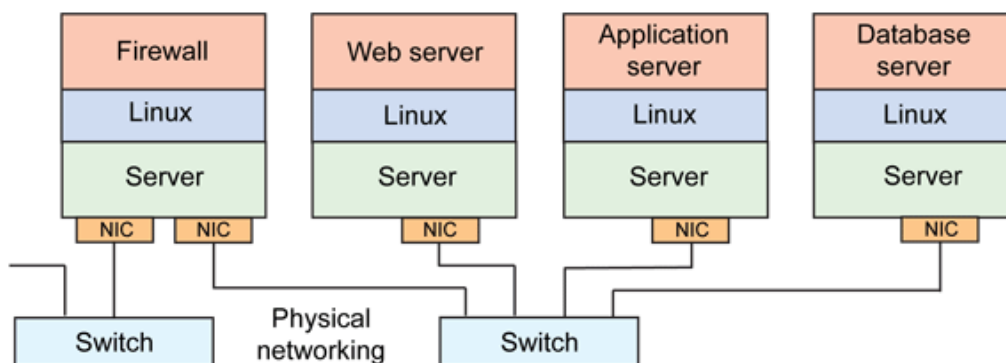 Firewall
Web server
Application
server
Database
server
Linux
Linux
Linux
Linux
Server
Server
Server
Server
NIC
NIC
NIC
NIC
NIC
Switch
Physical
networking
Switch